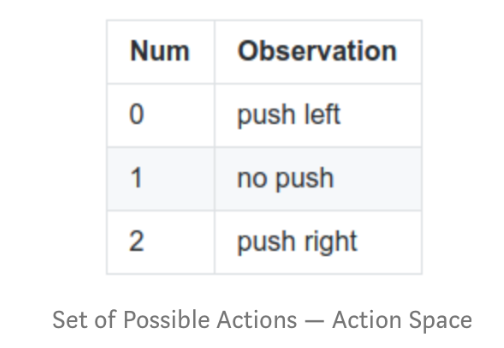 Num Observation
0 push left
1 no push
2 push right
Set of Possible Actions — Action Space